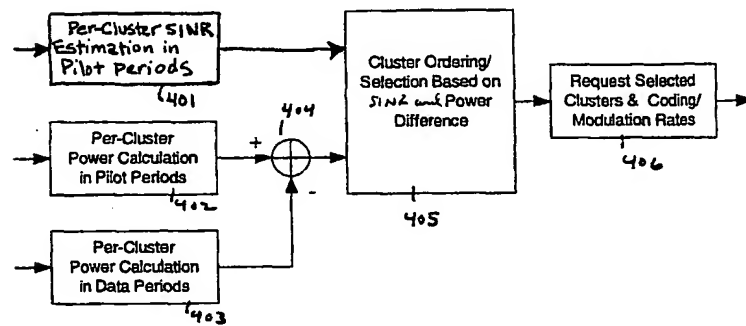 Per-Cluster SINR
Estimation in
Pilot Periods
401
Per-Cluster
Power Calculation
in Pilot Periods
402
Per-Cluster
Power Calculation
in Data Periods
403
404
+
-
Cluster Ordering/
Selection Based on
SINR and Power
Difference
405
Request Selected
Clusters & Coding/
Modulation Rates
406